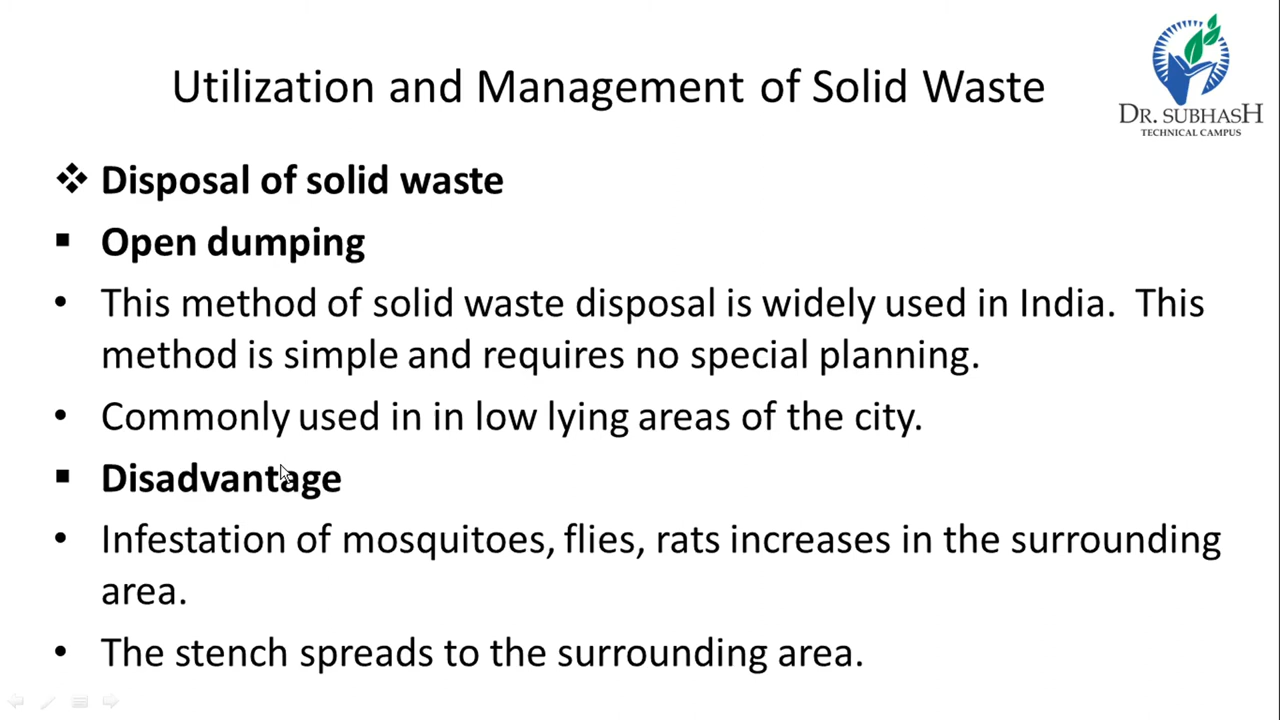 Utilization and Management of Solid Waste
DR. SUBHASH
TECHNICAL CAMPUS
❖ Disposal of solid waste
▪ Open dumping
• This method of solid waste disposal is widely used in India. This
method is simple and requires no special planning.
• Commonly used in in low lying areas of the city.
▪ Disadvantage
• Infestation of mosquitoes, flies, rats increases in the surrounding
area.
• The stench spreads to the surrounding area.